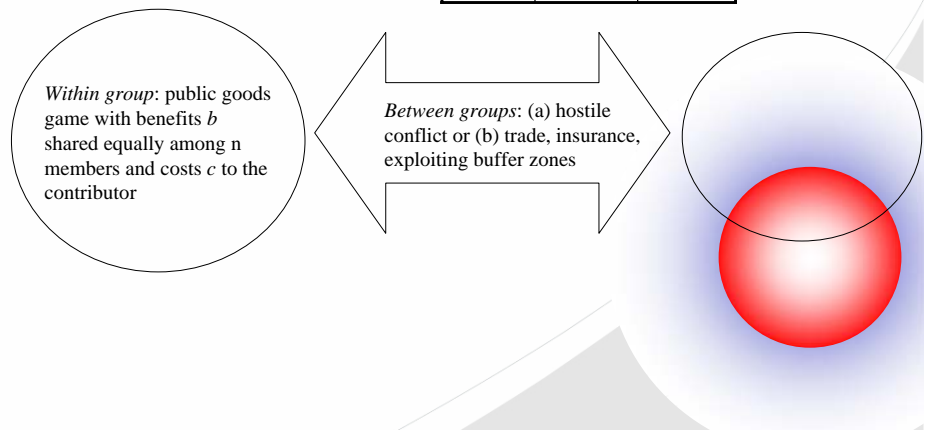 Within group: public goods
game with benefits b
shared equally among n
members and costs c to the
contributor
Between groups: (a) hostile
conflict or (b) trade, insurance,
exploiting buffer zones